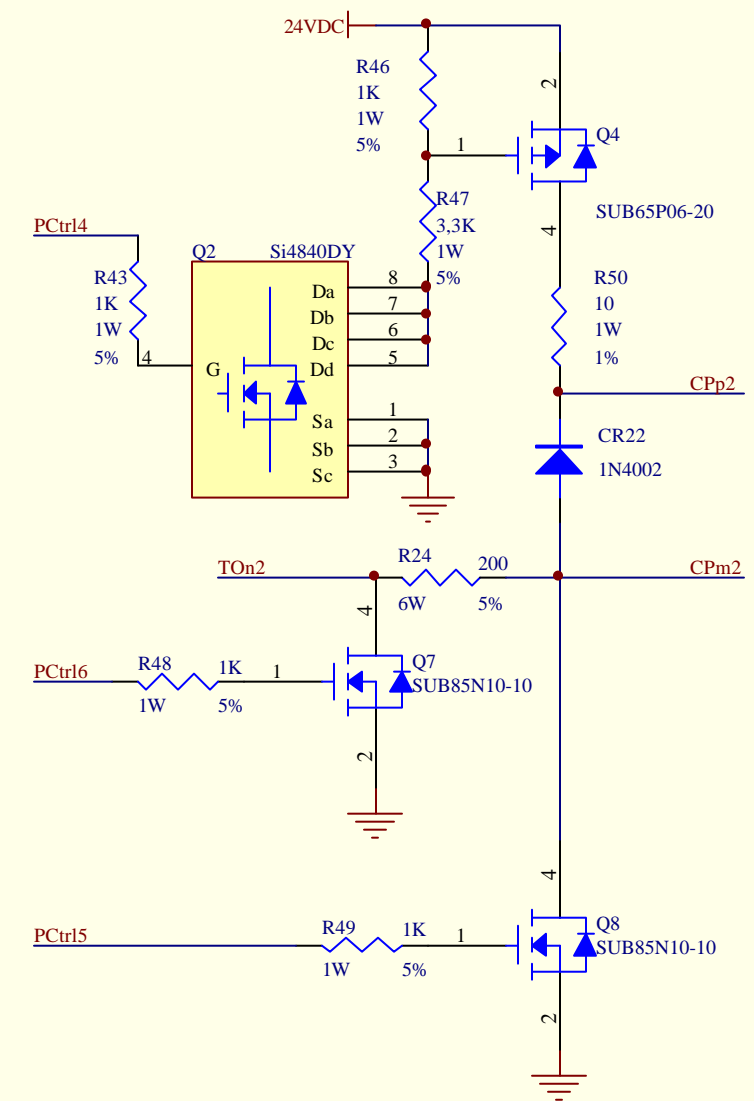 24VDC
R46
1K
1W
5%
2
1
Q4
SUB65P06-20
4
R47
3,3K
1W
5%
PCtrl4
Q2
Si4840DY
R43
1K
1W
5%
4
G
Da
Db
Dc
Dd
8
7
6
5
Sa
Sb
Sc
1
2
3
R50
10
1W
1%
CPp2
CR22
1N4002
TOn2
R24
200
6W
5%
CPm2
4
PCtrl6
R48
1K
1W
5%
1
Q7
SUB85N10-10
2
4
PCtrl5
R49
1K
1W
5%
1
Q8
SUB85N10-10
2